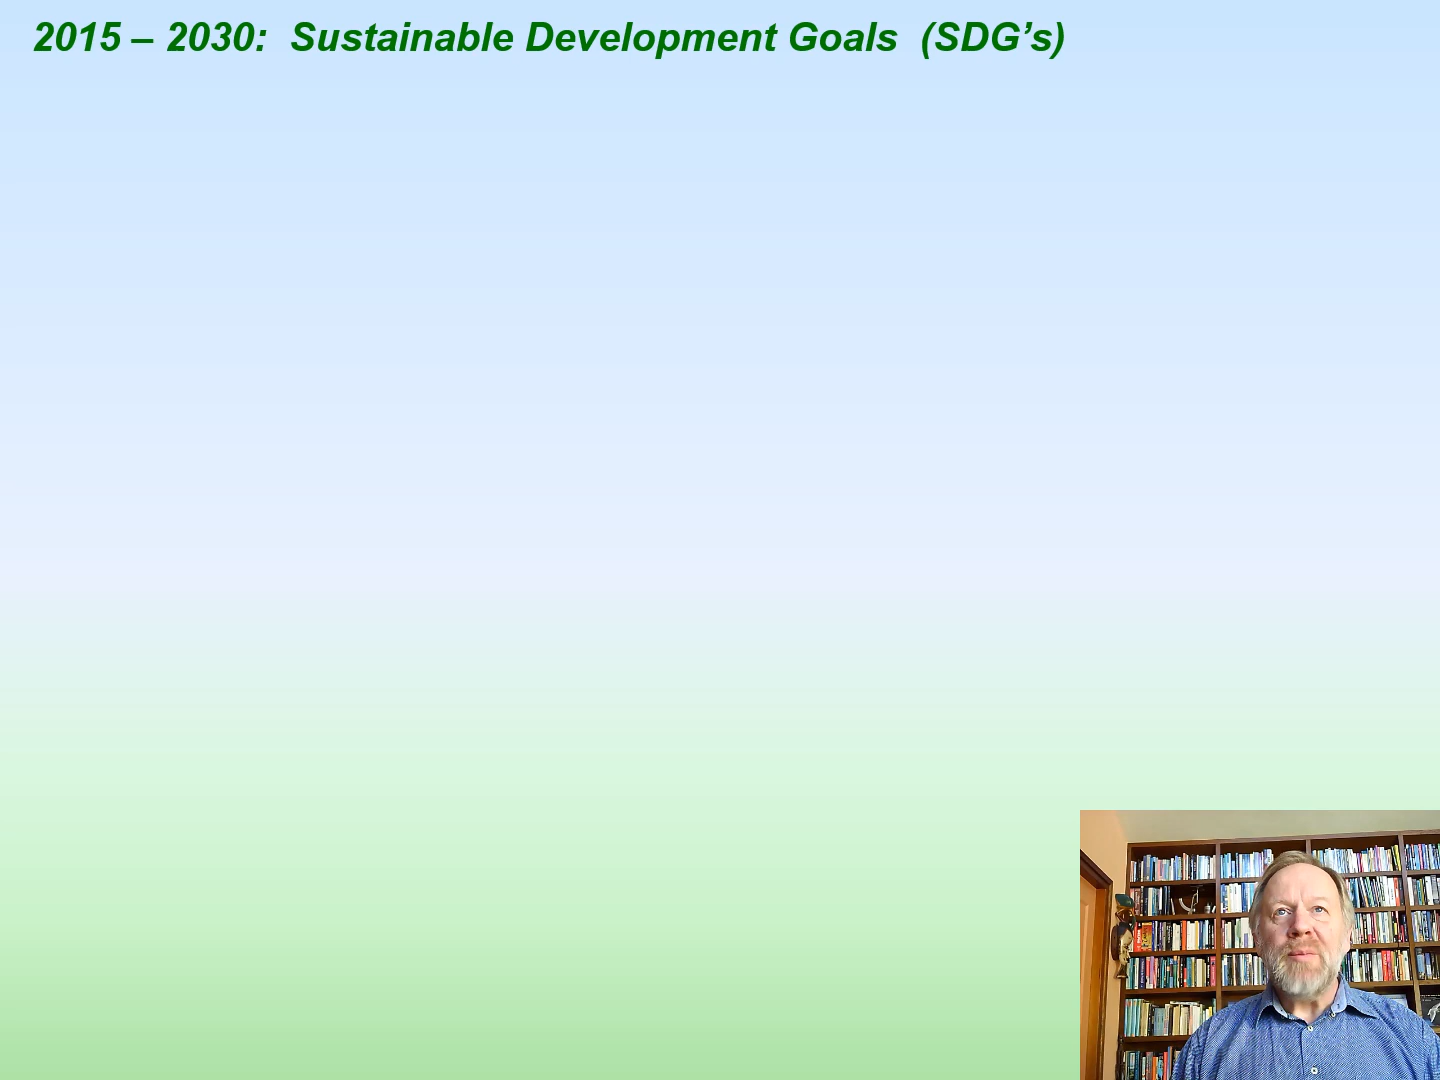 2015 – 2030:  Sustainable Development Goals  (SDG’s)